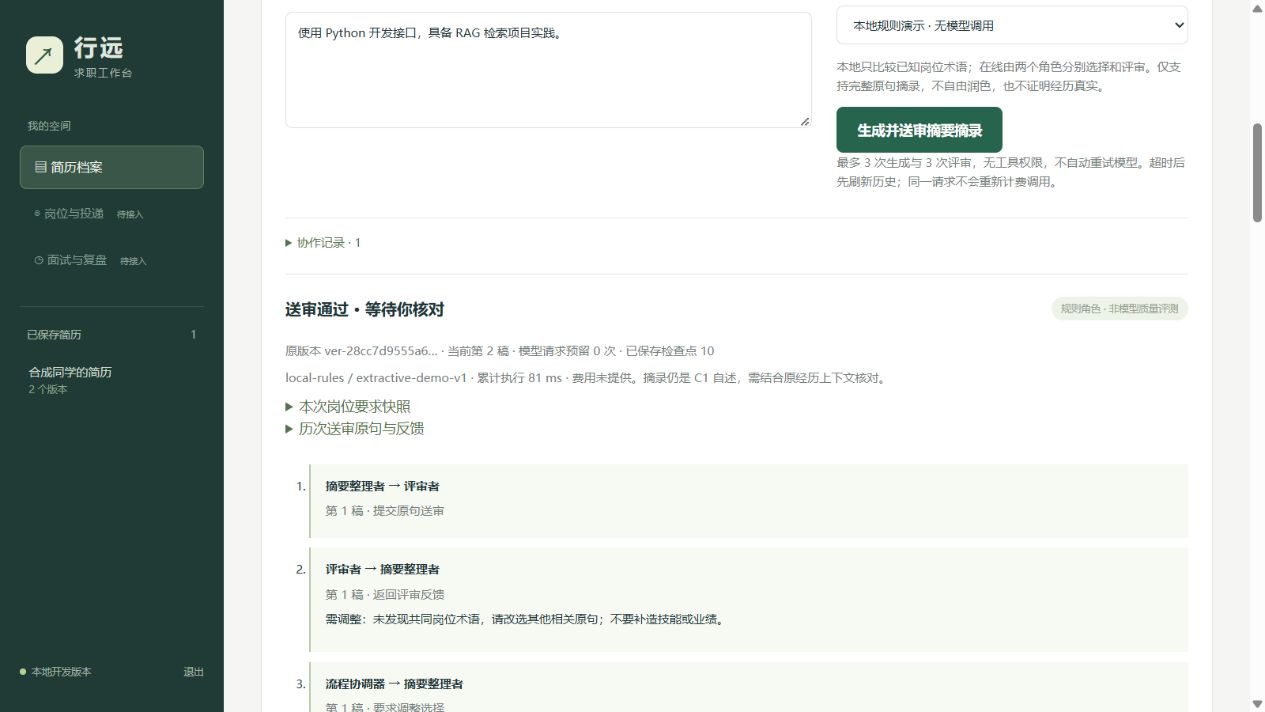 行远
求职工作台
我的空间
简历档案
岗位与投递 待接入
面试与复盘 待接入
已保存简历 1
合成同学的简历
2 个版本
本地开发版本 退出
使用 Python 开发接口，具备 RAG 检索项目实践。
本地规则演示 · 无模型调用
本地只比较已知岗位术语；在线由两个角色分别选择和评审。仅支
持完整原句摘录，不自由润色，也不证明经历真实。
生成并送审摘要摘录
最多 3 次生成与 3 次评审，无工具权限，不自动重试模型。超时后
先刷新历史；同一请求不会重新计费调用。
协作记录 · 1
送审通过 • 等待你核对
规则角色 · 非模型质量评测
原版本 ver-28cc7d9555a6... · 当前第 2 稿 · 模型请求预留 0 次 · 已保存检查点 10
local-rules / extractive-demo-v1 · 累计执行 81 ms · 费用未提供。摘录仍是 C1 自述，需结合原经历上下文核对。
本次岗位要求快照
历次送审原句与反馈
1. 摘要整理者 → 评审者
第 1 稿 · 提交原句送审
2. 评审者 → 摘要整理者
第 1 稿 · 返回评审反馈
需调整：未发现共同岗位术语，请改选其他相关原句；不要补造技能或业绩。
3. 流程协调器 → 摘要整理者
第 1 稿 · 要求调整选择